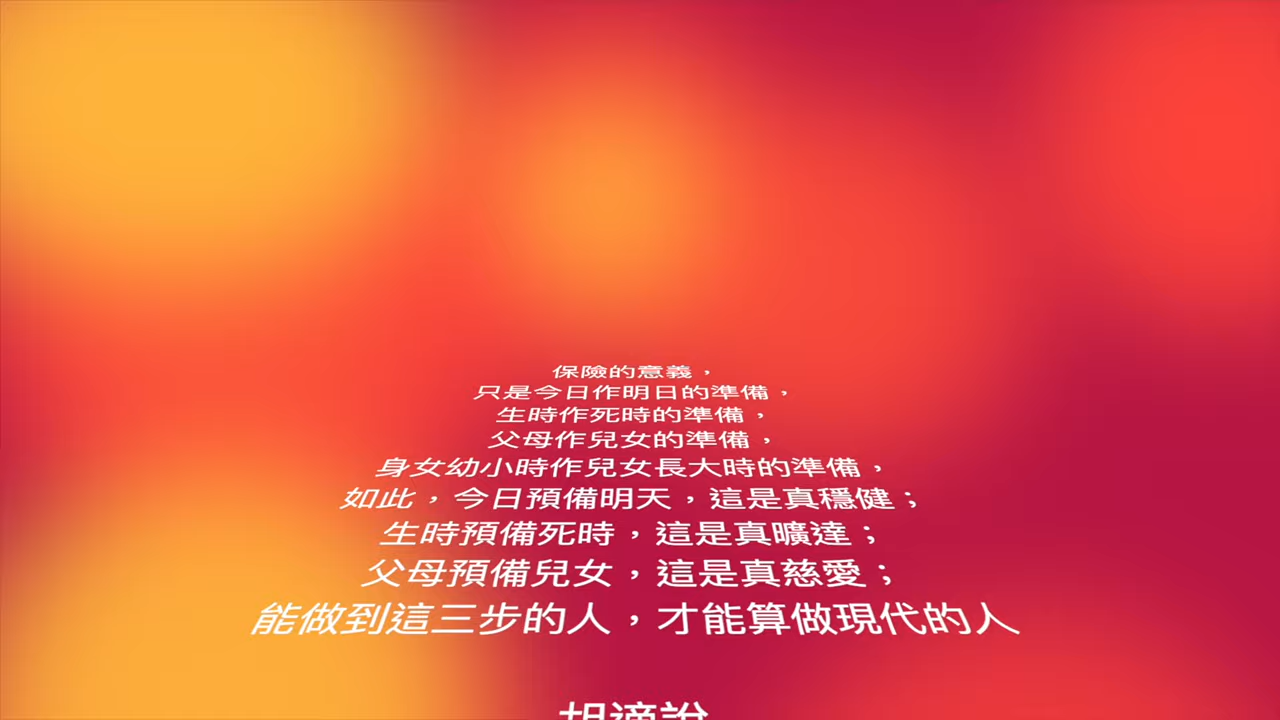 保險的意義，
只是今日作明日的準備，
生時作死時的準備，
父母作兒女的準備，
身女幼小時作兒女長大時的準備，
如此，今日預備明天，這是真穩健；
生時預備死時，這是真曠達；
父母預備兒女，這是真慈愛；
能做到這三步的人，才能算做現代的人
胡適說